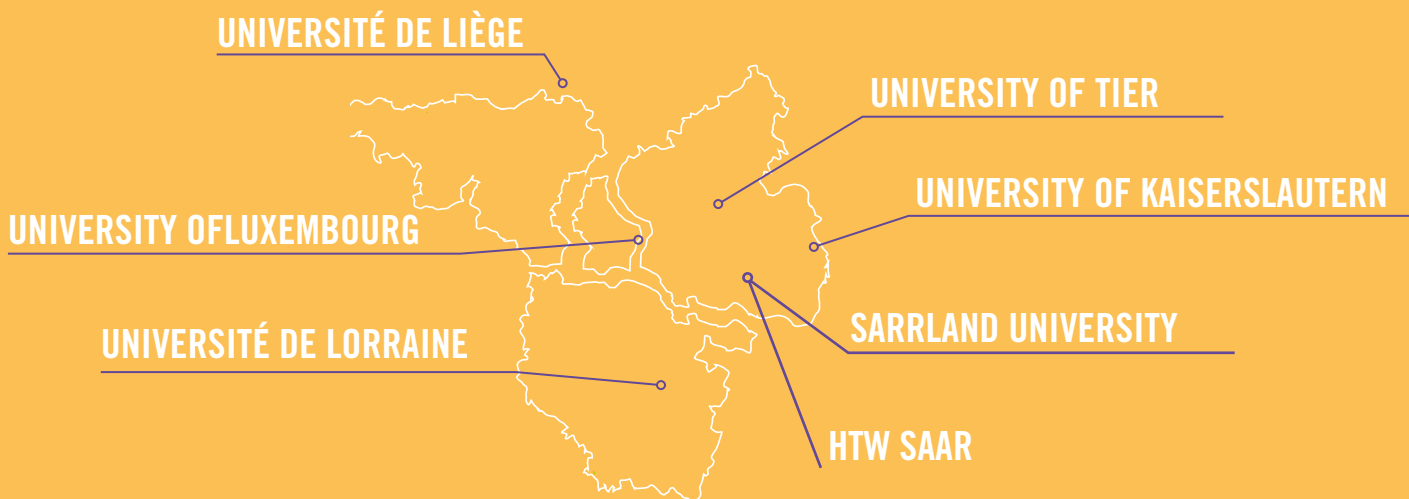 UNIVERSITÉ DE LIÈGE
UNIVERSITY OF TIER
UNIVERSITY OF KAISERSLAUTERN
UNIVERSITY OFLUXEMBOURG
SARRLAND UNIVERSITY
UNIVERSITÉ DE LORRAINE
HTW SAAR